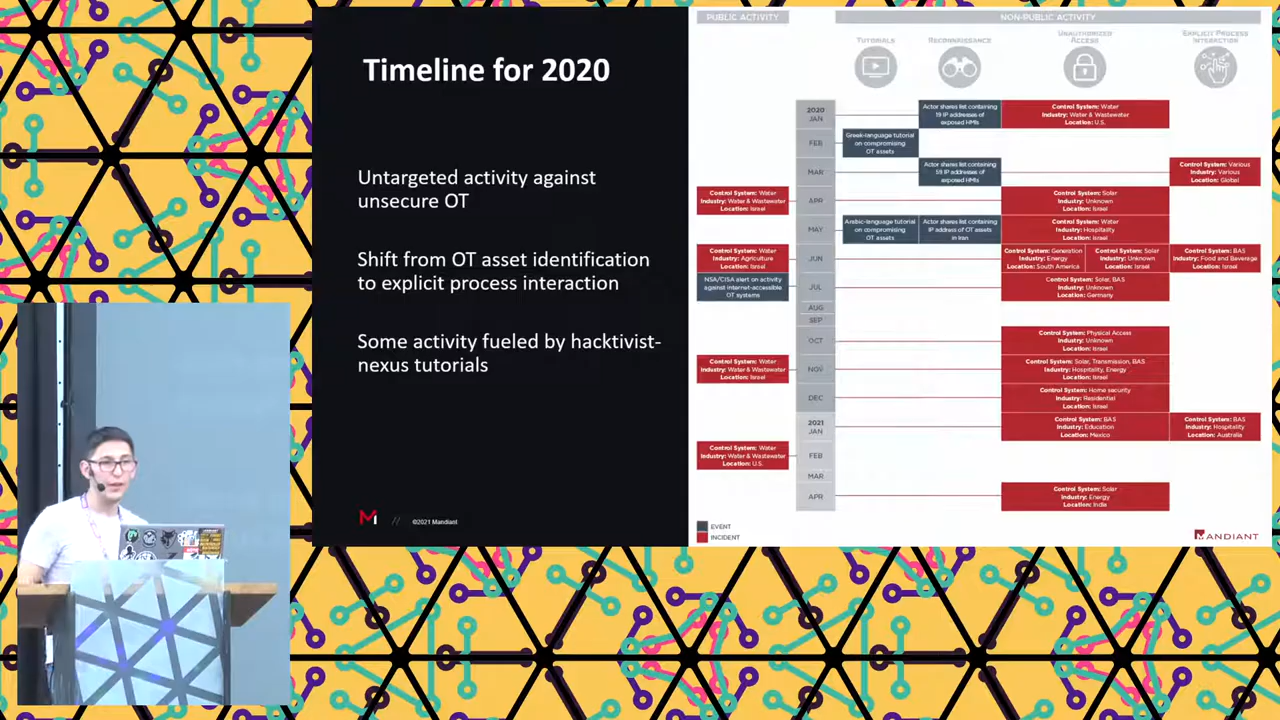 Timeline for 2020
Untargeted activity against
unsecure OT
Shift from OT asset identification
to explicit process interaction
Some activity fueled by hacktivist-
nexus tutorials
M // ©2021 Mandiant
PUBLIC ACTIVITY
NON-PUBLIC ACTIVITY
TUTORIALS
RECONNAISSANCE
UNAUTHORIZED
ACCESS
EXPLICIT PROCESS
INTERACTION
2020
JAN
Actor shares list containing
19 IP addresses of
exposed HMIs
Control System: Water
Industry: Water & Wastewater
Location: U.S.
FEB
Greek-language tutorial
on compromising
OT assets
MAR
Actor shares list containing
59 IP addresses of
exposed HMIs
Control System: Various
Industry: Various
Location: Global
Control System: Water
Industry: Water & Wastewater
Location: Israel
APR
Control System: Solar
Industry: Unknown
Location: Israel
MAY
Arabic-language tutorial
on compromising
OT assets
Actor shares list containing
IP address of OT assets
in Iran
Control System: Water
Industry: Hospitality
Location: Israel
Control System: Water
Industry: Agriculture
Location: Israel
JUN
Control System: Generation
Industry: Energy
Location: South America
Control System: Solar
Industry: Unknown
Location: Israel
Control System: BAS
Industry: Food and Beverage
Location: Israel
NSA/CISA alert on activity
against internet-accessible
OT systems
JUL
Control System: Solar, BAS
Industry: Unknown
Location: Germany
AUG
SEP
OCT
Control System: Physical Access
Industry: Unknown
Location: Israel
Control System: Water
Industry: Water & Wastewater
Location: Israel
NOV
Control System: Solar, Transmission, BAS
Industry: Hospitality, Energy
Location: Israel
DEC
Control System: Home security
Industry: Residential
Location: Israel
2021
JAN
Control System: BAS
Industry: Education
Location: Mexico
Control System: BAS
Industry: Hospitality
Location: Australia
Control System: Water
Industry: Water & Wastewater
Location: U.S.
FEB
MAR
APR
Control System: Solar
Industry: Energy
Location: India
EVENT
INCIDENT
MANDIANT